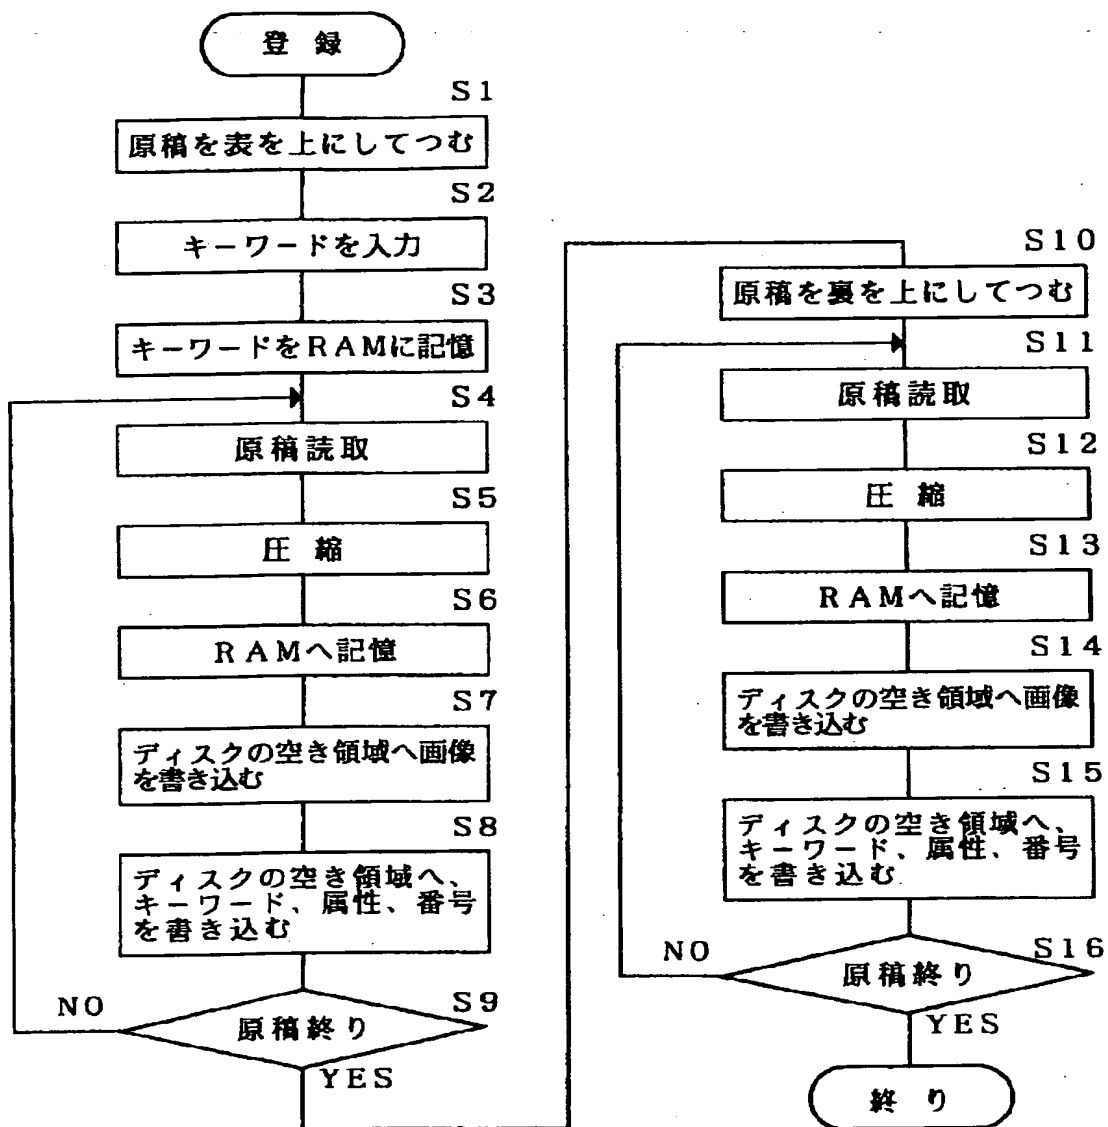 登録
S1
原稿を表を上にしてつむ
S2
キーワードを入力
S3
キーワードをRAMに記憶
S4
原稿読取
S5
圧縮
S6
RAMへ記憶
S7
ディスクの空き領域へ画像
を書き込む
S8
ディスクの空き領域へ、
キーワード、属性、番号
を書き込む
S9
原稿終り
NO
YES
S10
原稿を裏を上にしてつむ
S11
原稿読取
S12
圧縮
S13
RAMへ記憶
S14
ディスクの空き領域へ画像
を書き込む
S15
ディスクの空き領域へ、
キーワード、属性、番号
を書き込む
S16
原稿終り
NO
YES
終り